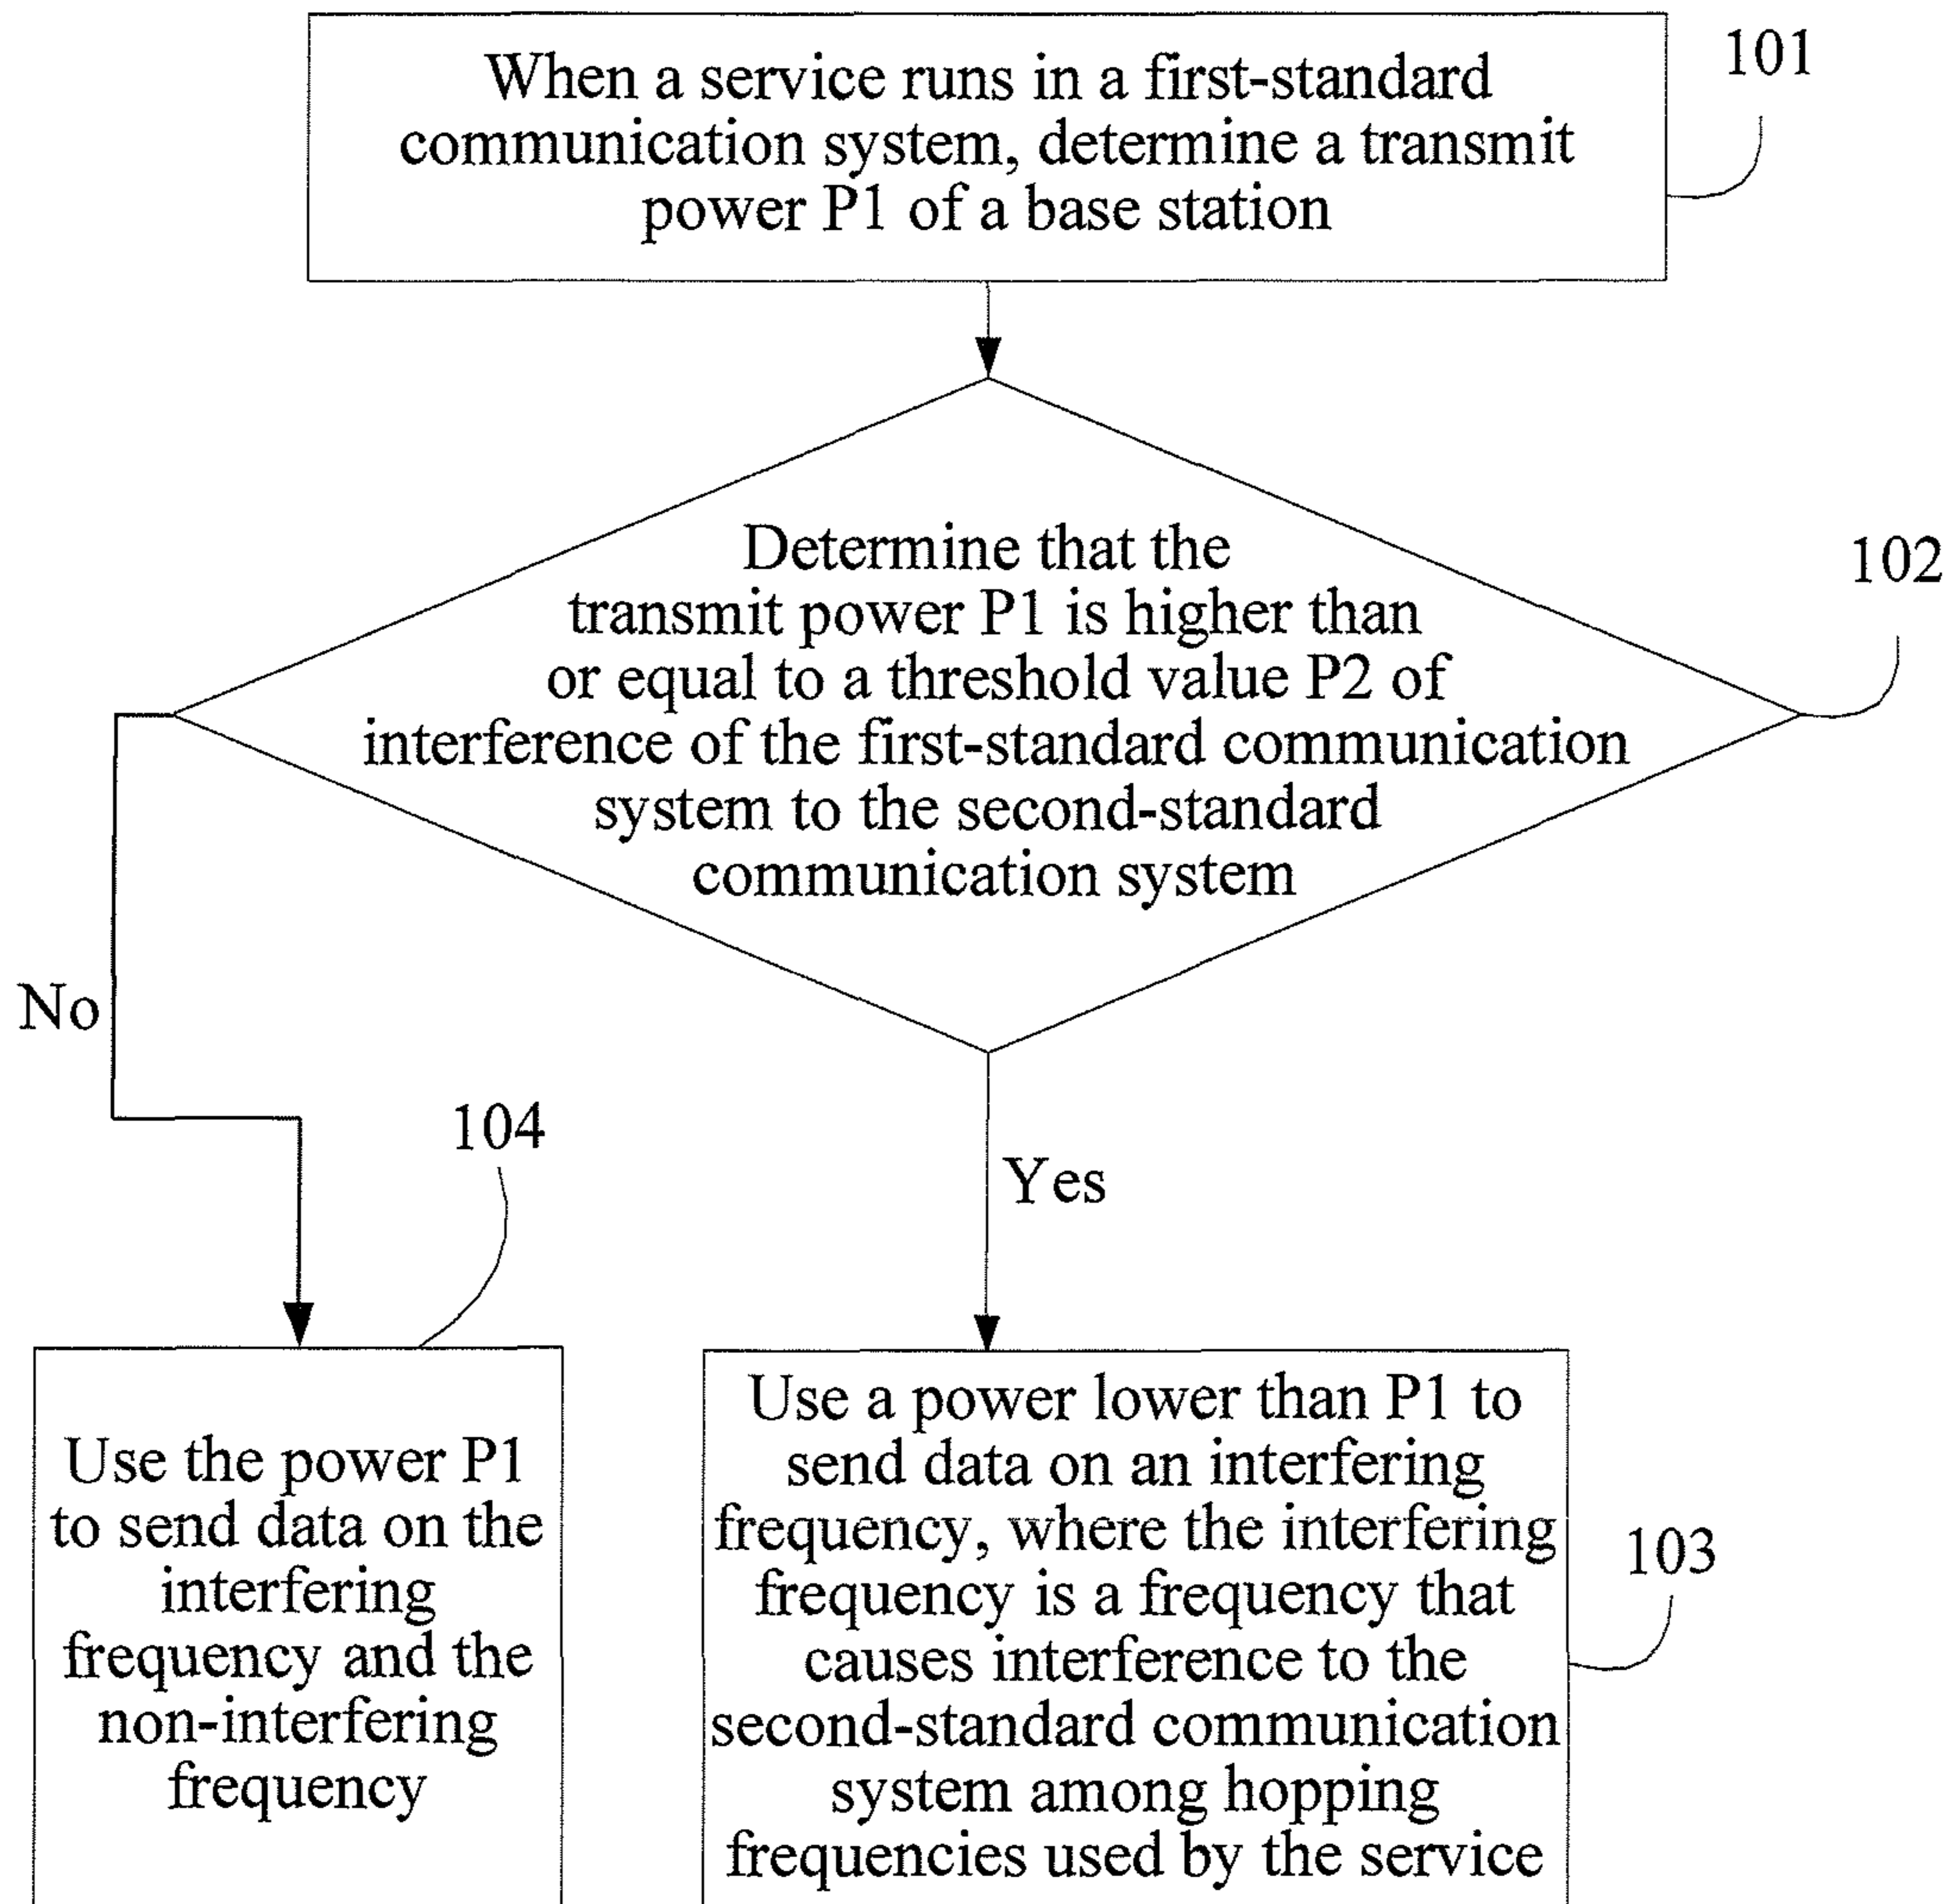 When a service runs in a first-standard
communication system, determine a transmit
power P1 of a base station
101
Determine that the
transmit power P1 is higher than
or equal to a threshold value P2 of
interference of the first-standard communication
system to the second-standard
communication system
102
No
Yes
104
Use the power P1
to send data on the
interfering
frequency and the
non-interfering
frequency
Use a power lower than P1 to
send data on an interfering
frequency, where the interfering
frequency is a frequency that
causes interference to the
second-standard communication
system among hopping
frequencies used by the service
103